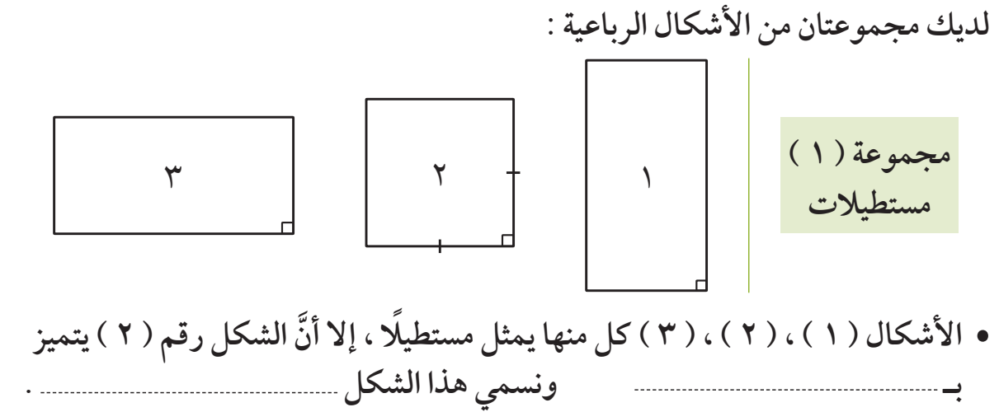 لديك مجموعتان من الأشكال الرباعية :
مجموعة ( ١ )
مستطيلات
١
٢
٣
• الأشكال ( ١ ) ، ( ٢ ) ، ( ٣ ) كل منها يمثل مستطيلًا ، إلا أنَّ الشكل رقم ( ٢ ) يتميز
بـ ........................ ونسمي هذا الشكل ........................ .